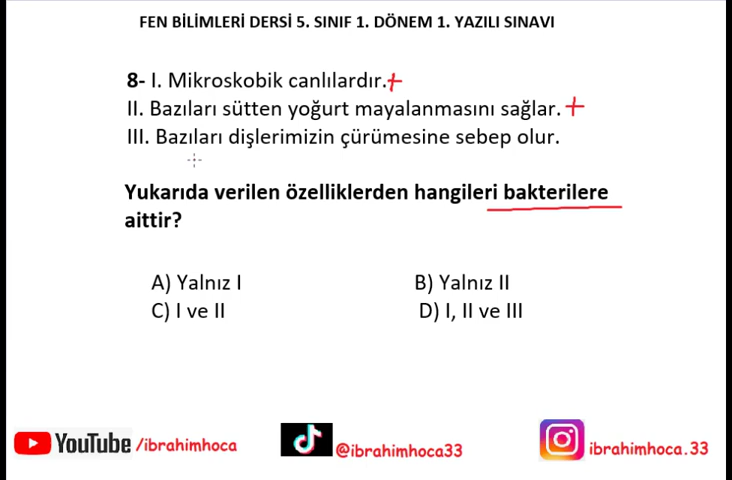 FEN BİLİMLERİ DERSİ 5. SINIF 1. DÖNEM 1. YAZILI SINAVI
8- I. Mikroskobik canlılardır.+
II. Bazıları sütten yoğurt mayalanmasını sağlar. +
III. Bazıları dişlerimizin çürümesine sebep olur.
Yukarıda verilen özelliklerden hangileri bakterilere
aittir?
A) Yalnız I B) Yalnız II
C) I ve II D) I, II ve III
YouTube /ibrahimhoca @ibrahimhoca33 ibrahimhoca.33